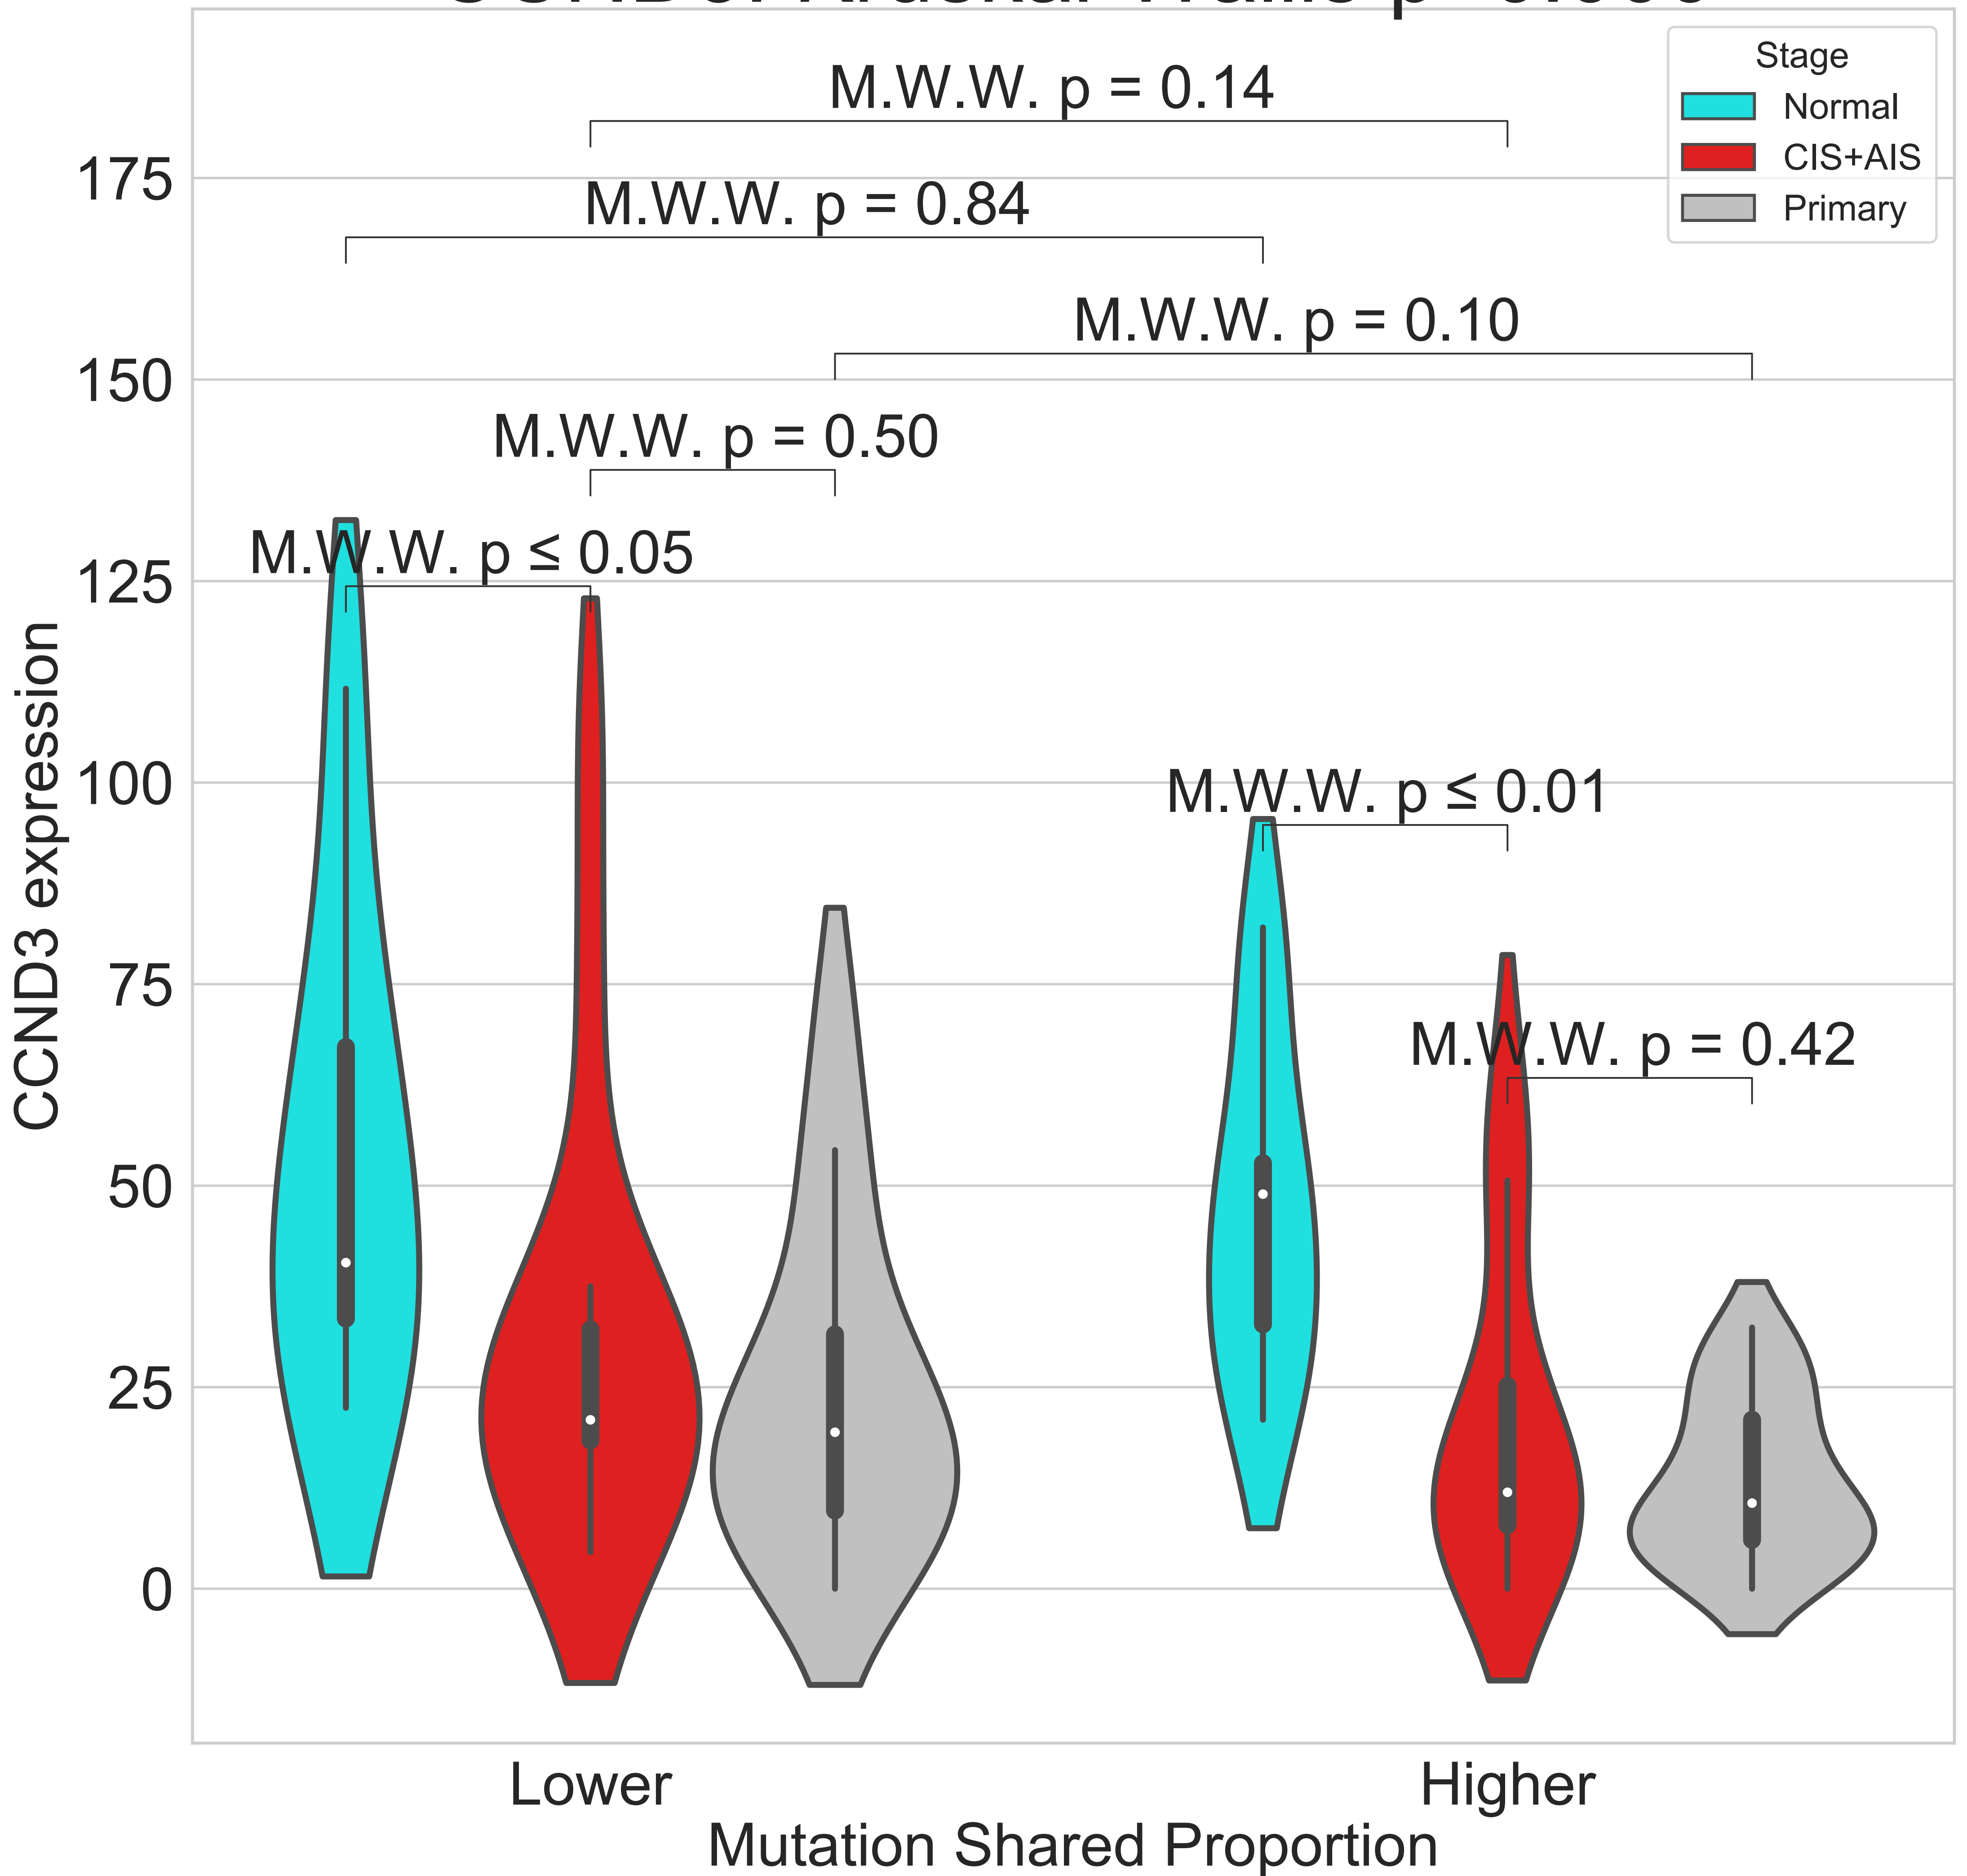 Stage
Normal
CIS+AIS
Primary
M.W.W. p = 0.14
M.W.W. p = 0.84
M.W.W. p = 0.10
M.W.W. p = 0.50
M.W.W. p ≤ 0.05
M.W.W. p ≤ 0.01
M.W.W. p = 0.42
175
150
125
100
75
50
25
0
CCND3 expression
Lower
Higher
Mutation Shared Proportion